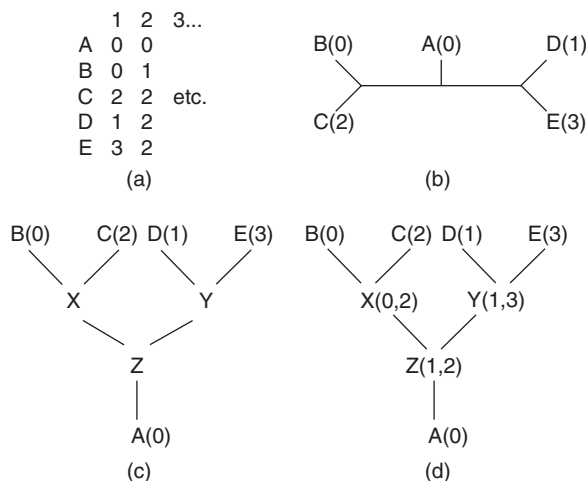 1 2 3...
A 0 0
B 0 1
C 2 2 etc.
D 1 2
E 3 2
(a)
B(0) A(0) D(1)
C(2) E(3)
(b)
B(0) C(2) D(1) E(3)
X Y
Z
A(0)
(c)
B(0) C(2) D(1) E(3)
X(0,2) Y(1,3)
Z(1,2)
A(0)
(d)